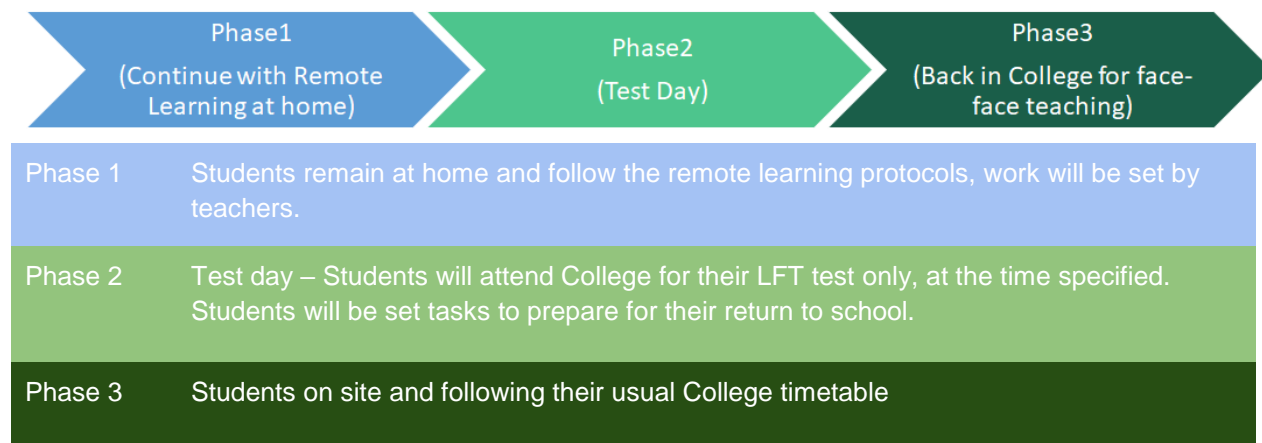 Phase1
(Continue with Remote
Learning at home)
Phase2
(Test Day)
Phase3
(Back in College for face-
face teaching)
Phase 1 Students remain at home and follow the remote learning protocols, work will be set by
teachers.
Phase 2 Test day – Students will attend College for their LFT test only, at the time specified.
Students will be set tasks to prepare for their return to school.
Phase 3 Students on site and following their usual College timetable